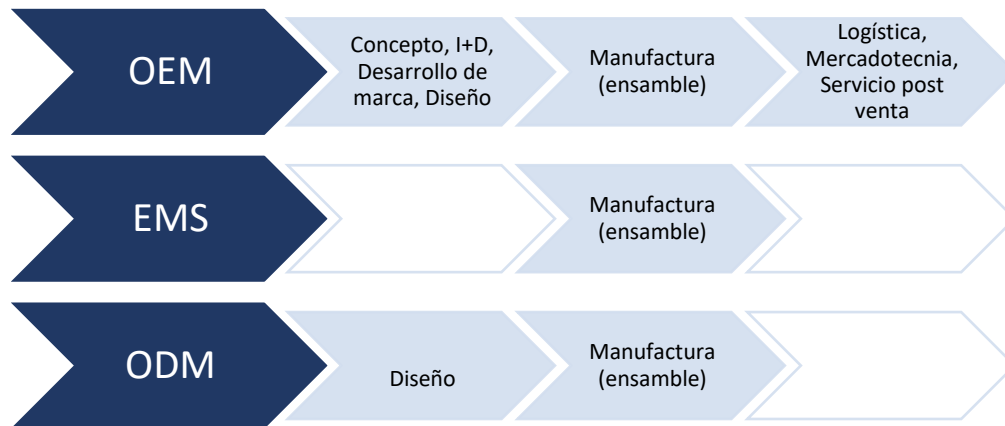 OEM
Concepto, I+D,
Desarrollo de
marca, Diseño
Manufactura
(ensamble)
Logística,
Mercadotecnia,
Servicio post
venta
EMS
Manufactura
(ensamble)
ODM
Diseño
Manufactura
(ensamble)